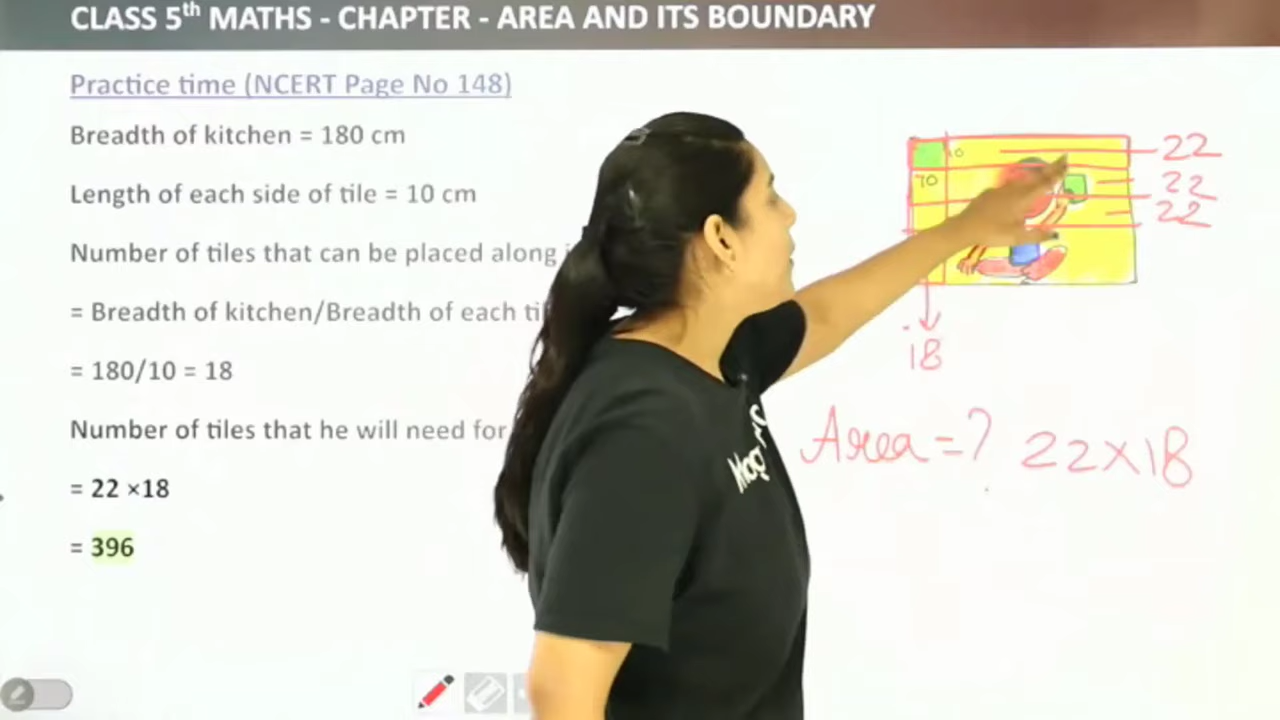 CLASS 5th MATHS - CHAPTER - AREA AND ITS BOUNDARY
Practice time (NCERT Page No 148)
Breadth of kitchen = 180 cm
Length of each side of tile = 10 cm
Number of tiles that can be placed along
= Breadth of kitchen/Breadth of each
= 180/10 = 18
Number of tiles that he will need for
= 22 ×18
= 396
10
10
22
22
22
18
Area = ? 22×18